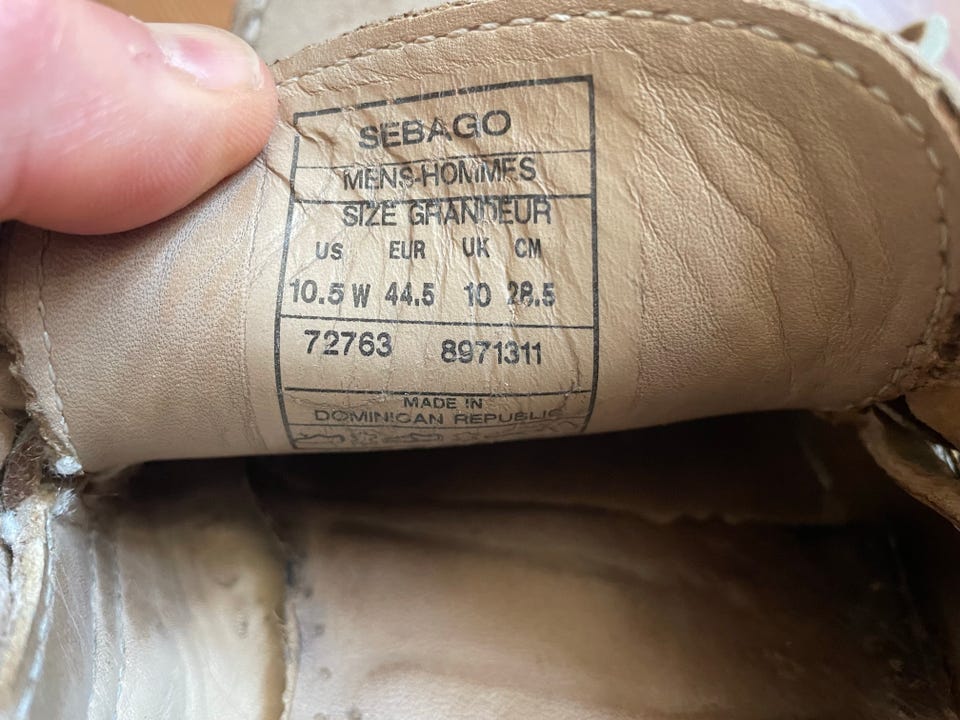 SEBAGO
MENS-HOMMES
SIZE GRANDEUR
US EUR UK CM
10.5 W 44.5 10 28.5
72763 8971311
MADE IN
DOMINICAN REPUBLIC